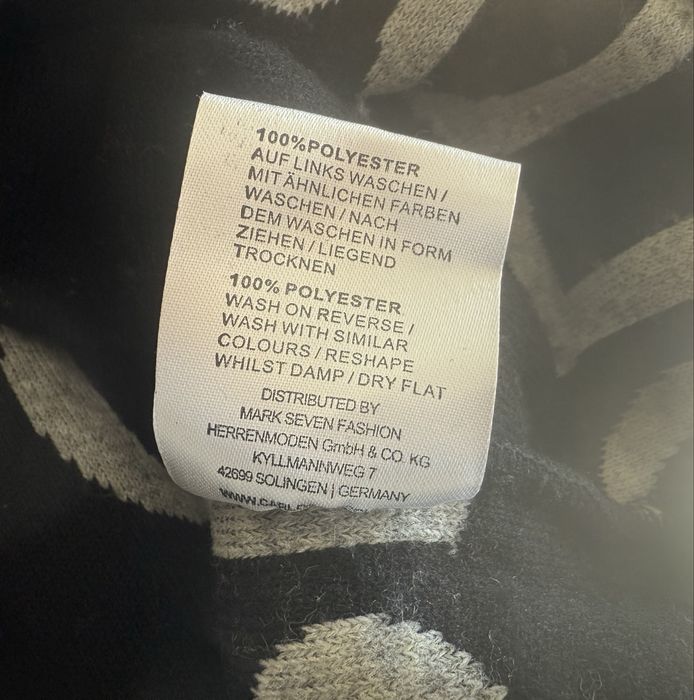 100%POLYESTER
AUF LINKS WASCHEN /
MIT ÄHNLICHEN FARBEN
WASCHEN / NACH
DEM WASCHEN IN FORM
ZIEHEN / LIEGEND
TROCKNEN
100% POLYESTER
WASH ON REVERSE /
WASH WITH SIMILAR
COLOURS / RESHAPE
WHILST DAMP / DRY FLAT
DISTRIBUTED BY
MARK SEVEN FASHION
HERRENMODEN GmbH & CO. KG
KYLLMANNWEG 7
42699 SOLINGEN | GERMANY